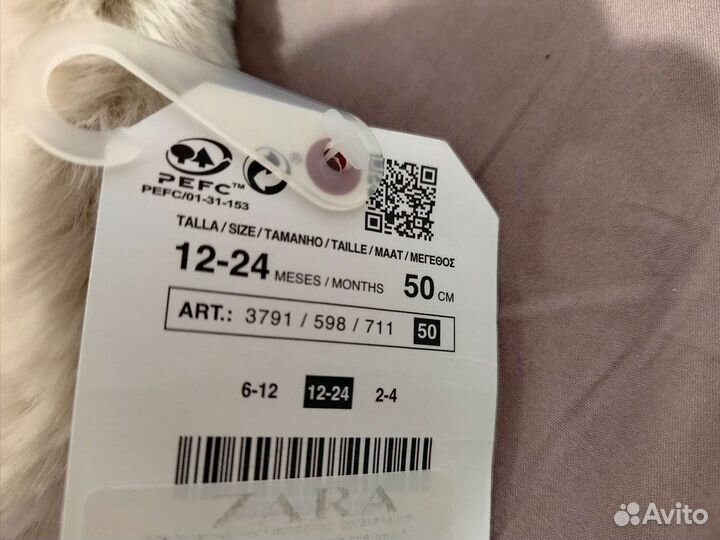 PEFC™
PEFC/01-31-153
®
TALLA / SIZE / TAMANHO / TAILLE / MAAT / ΜΕΓΕΘΟΣ
12-24 MESES / MONTHS 50 CM
ART.: 3791 / 598 / 711 50
6-12 12-24 2-4
ZARA
Avito